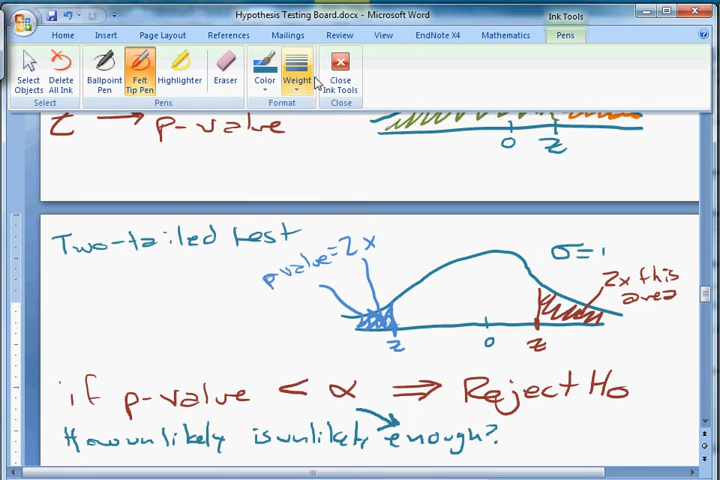 Hypothesis Testing Board.docx - Microsoft Word
Ink Tools
Home Insert Page Layout References Mailings Review View EndNote X4 Mathematics Pens
Select Objects
Delete All Ink
Ballpoint Pen
Felt Tip Pen
Highlighter
Eraser
Color
Weight
Close Ink Tools
Select Pens Format Close
z → p-value
0 z
Two-tailed test
p-value=2x
σ=1
2x this
area
z 0 z
if p-value < α ⇒ Reject Ho
How unlikely is unlikely enough?